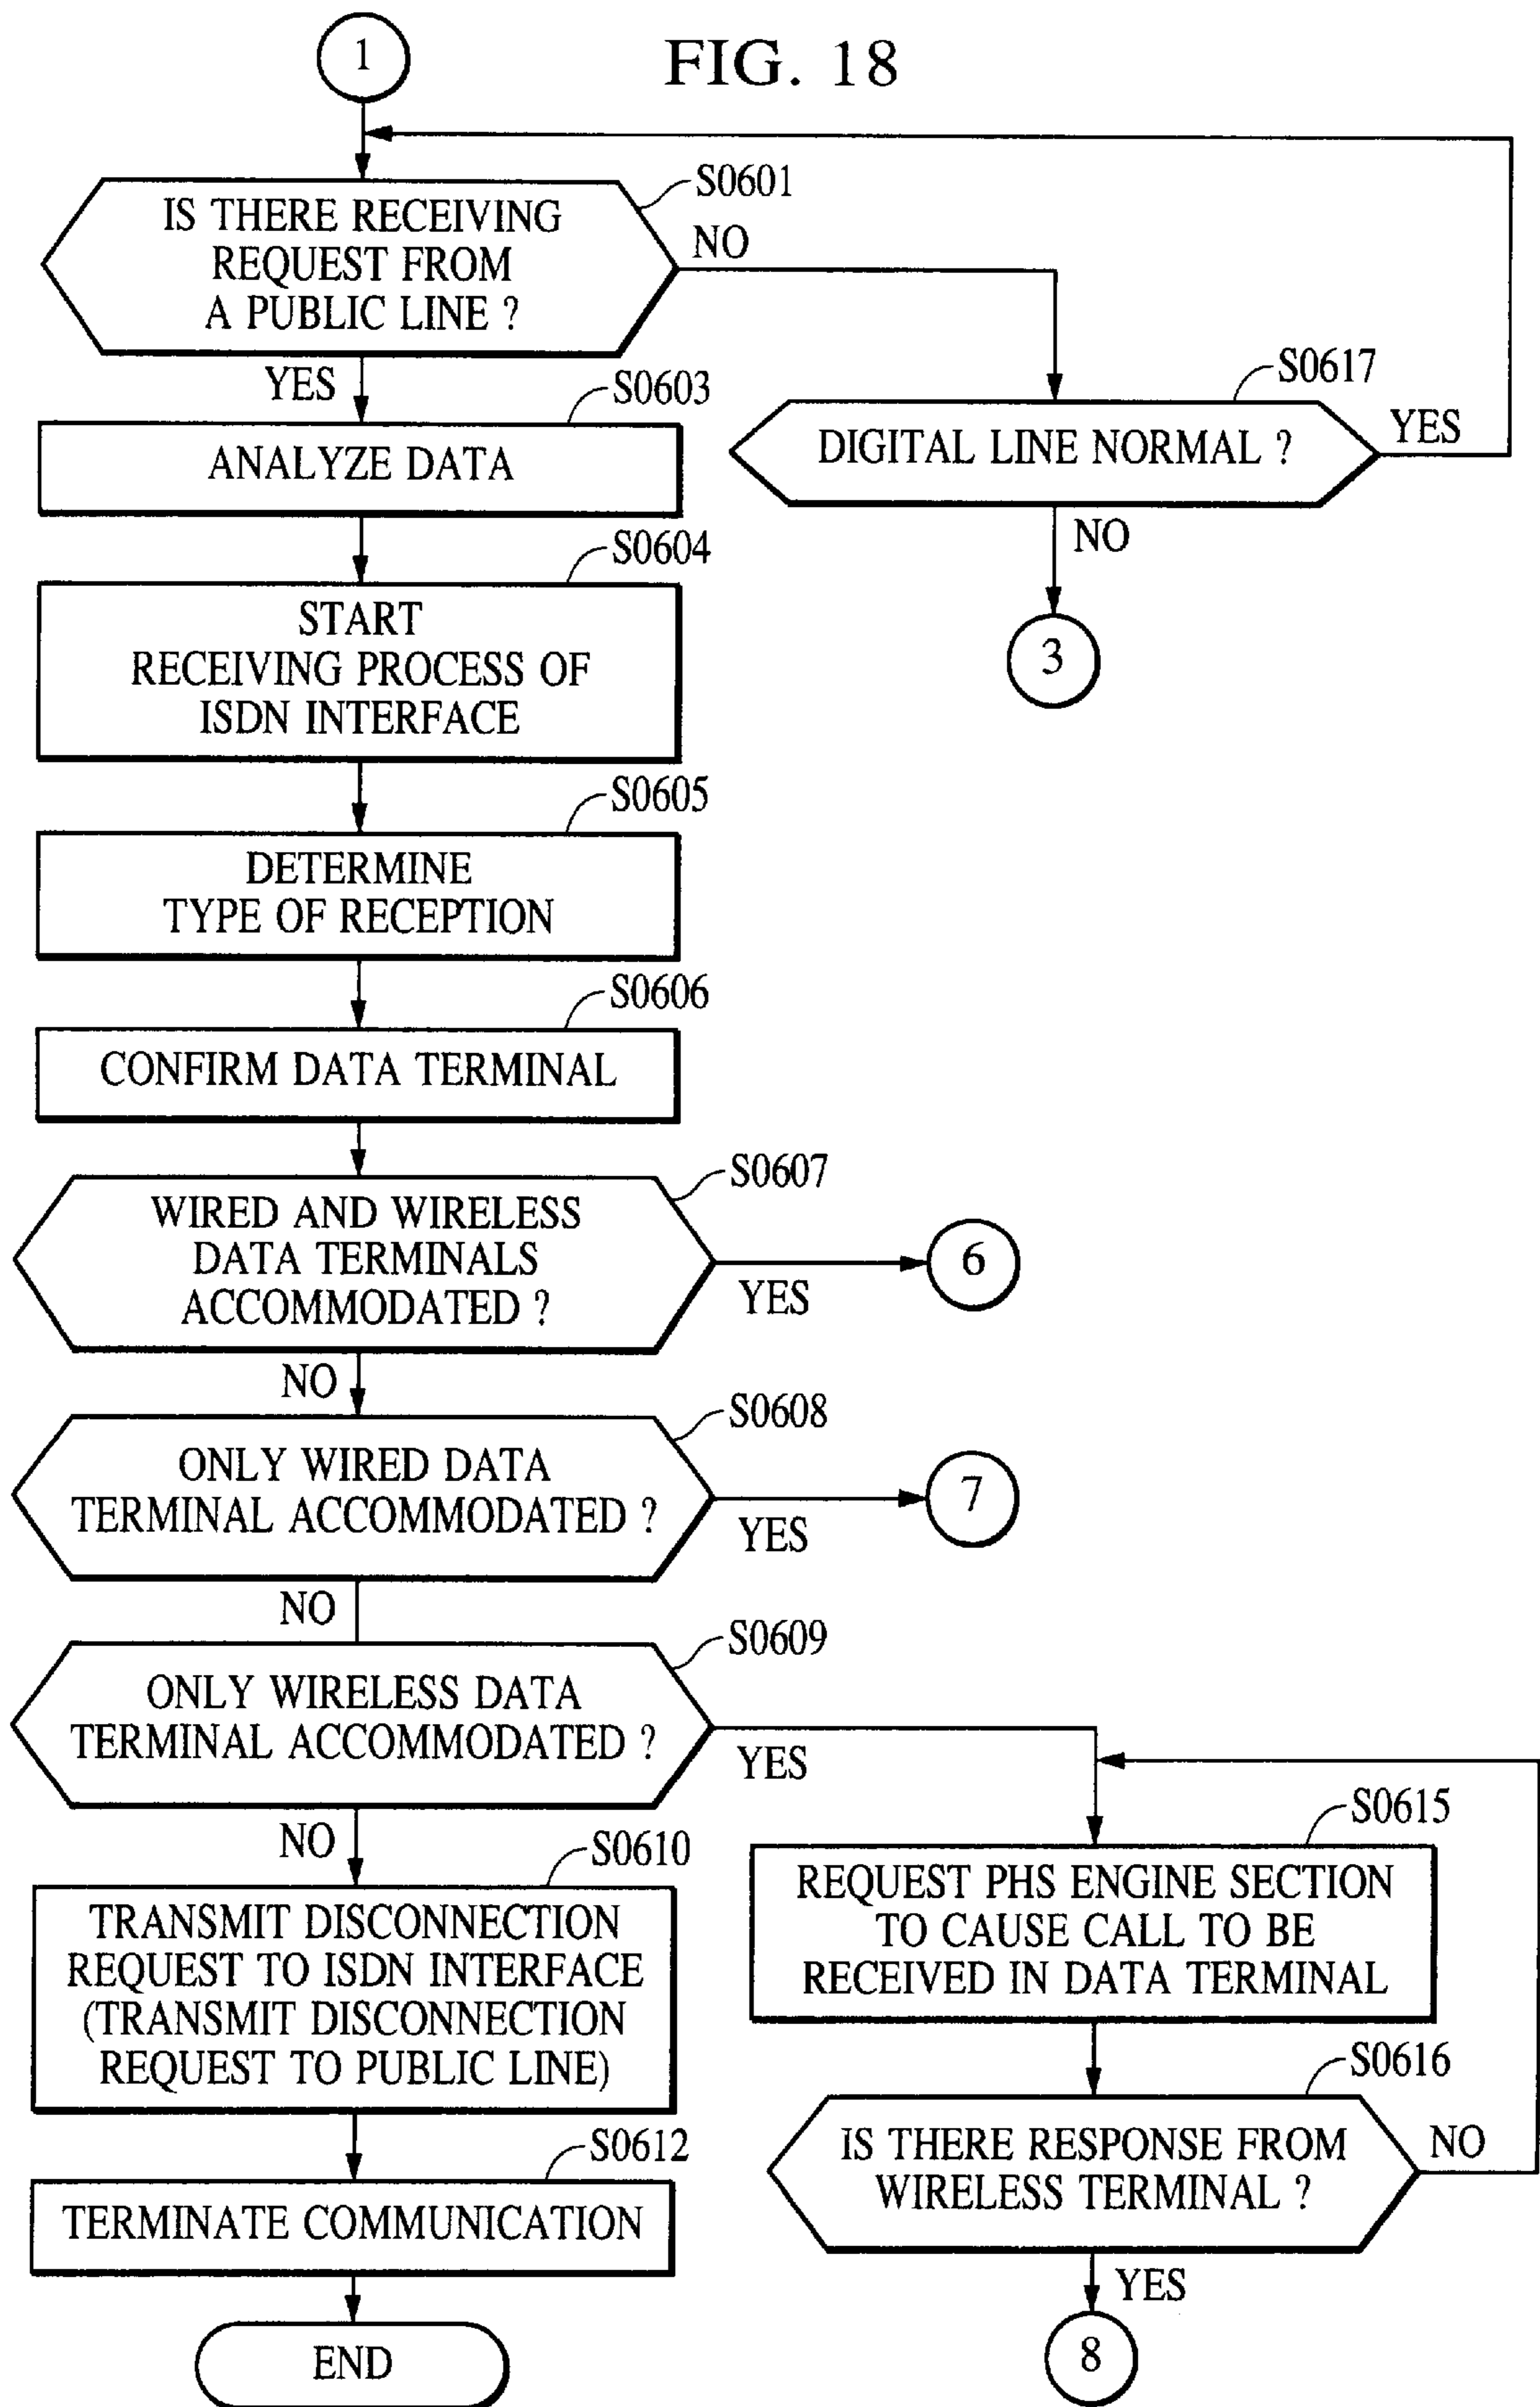 FIG. 18
1
IS THERE RECEIVING
REQUEST FROM
A PUBLIC LINE ?
S0601
NO
YES
S0617
DIGITAL LINE NORMAL ?
YES
NO
3
S0603
ANALYZE DATA
S0604
START
RECEIVING PROCESS OF
ISDN INTERFACE
S0605
DETERMINE
TYPE OF RECEPTION
S0606
CONFIRM DATA TERMINAL
S0607
WIRED AND WIRELESS
DATA TERMINALS
ACCOMMODATED ?
YES
6
NO
S0608
ONLY WIRED DATA
TERMINAL ACCOMMODATED ?
YES
7
NO
S0609
ONLY WIRELESS DATA
TERMINAL ACCOMMODATED ?
YES
NO
S0610
TRANSMIT DISCONNECTION
REQUEST TO ISDN INTERFACE
(TRANSMIT DISCONNECTION
REQUEST TO PUBLIC LINE)
S0612
TERMINATE COMMUNICATION
END
S0615
REQUEST PHS ENGINE SECTION
TO CAUSE CALL TO BE
RECEIVED IN DATA TERMINAL
S0616
IS THERE RESPONSE FROM
WIRELESS TERMINAL ?
NO
YES
8